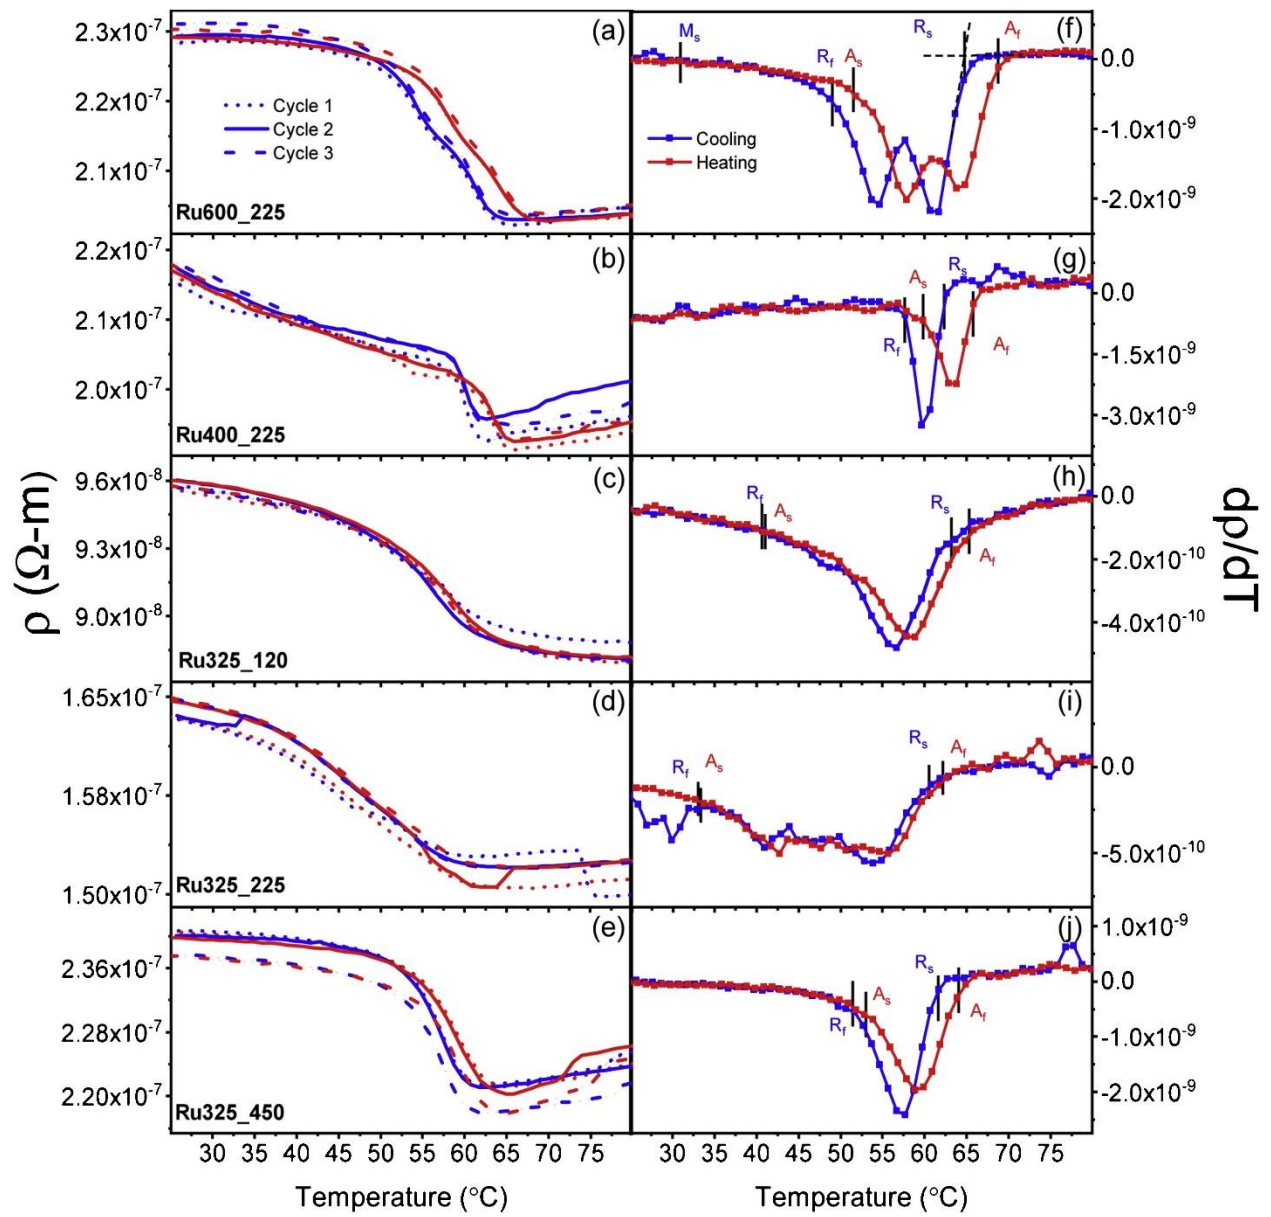 ρ (Ω-m)
2.3x10⁻⁷
2.2x10⁻⁷
2.1x10⁻⁷
(a)
Cycle 1
Cycle 2
Cycle 3
Ru600_225
(f)
Mₛ
R_f
Aₛ
Rₛ
A_f
Cooling
Heating
0.0
-1.0x10⁻⁹
-2.0x10⁻⁹
2.2x10⁻⁷
2.1x10⁻⁷
2.0x10⁻⁷
(b)
Ru400_225
(g)
Aₛ
Rₛ
R_f
A_f
0.0
-1.5x10⁻⁹
-3.0x10⁻⁹
9.6x10⁻⁸
9.3x10⁻⁸
9.0x10⁻⁸
(c)
Ru325_120
(h)
R_f
Aₛ
Rₛ
A_f
0.0
-2.0x10⁻¹⁰
-4.0x10⁻¹⁰
1.65x10⁻⁷
1.58x10⁻⁷
1.50x10⁻⁷
(d)
Ru325_225
(i)
R_f
Aₛ
Rₛ
A_f
0.0
-5.0x10⁻¹⁰
2.36x10⁻⁷
2.28x10⁻⁷
2.20x10⁻⁷
(e)
Ru325_450
(j)
R_f
Aₛ
Rₛ
A_f
1.0x10⁻⁹
0.0
-1.0x10⁻⁹
-2.0x10⁻⁹
dρ/dT
30 35 40 45 50 55 60 65 70 75
30 35 40 45 50 55 60 65 70 75
Temperature (°C)
Temperature (°C)